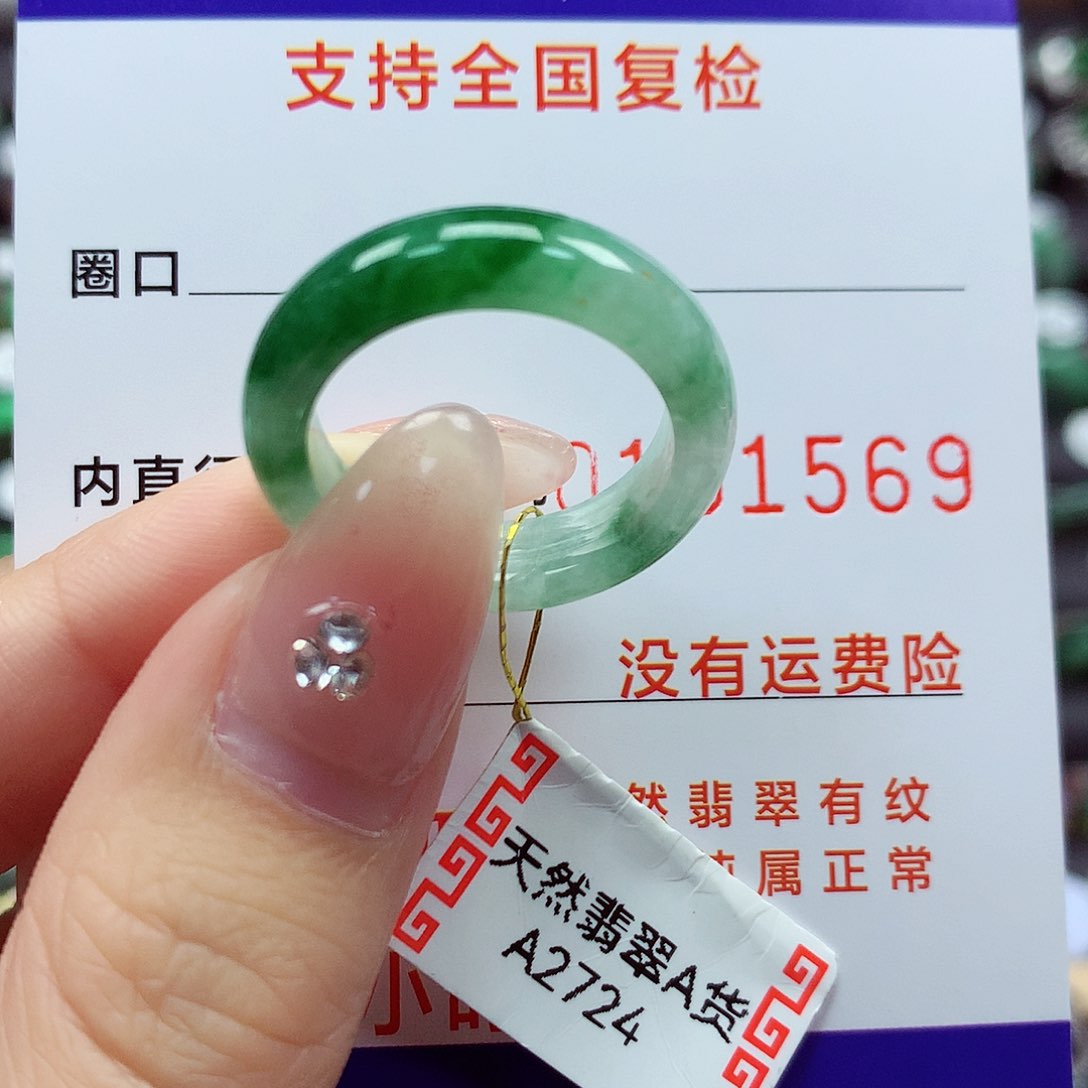 支持全国复检
圈口
内直
1569
没有运费险
然翡翠有纹
属正常
天然翡翠A货
A2724